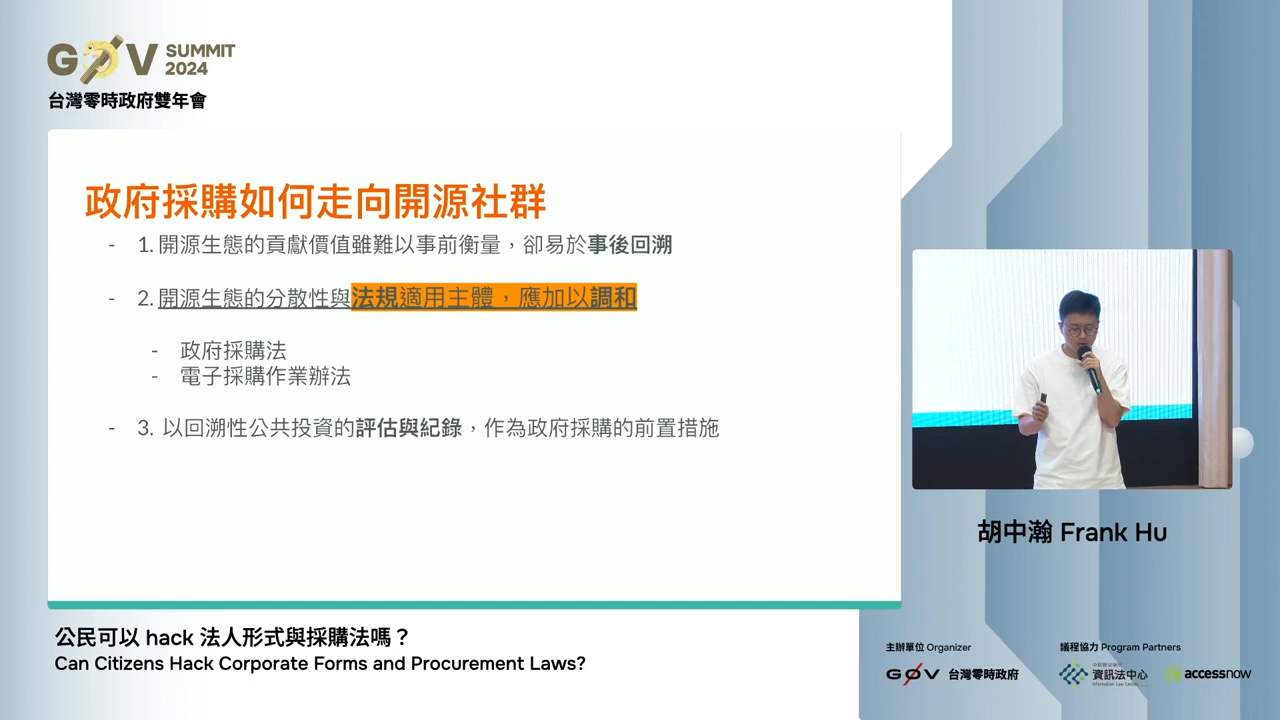 G0V SUMMIT 2024
台灣零時政府雙年會
政府採購如何走向開源社群
- 1. 開源生態的貢獻價值雖難以事前衡量，卻易於事後回溯
- 2. 開源生態的分散性與法規適用主體，應加以調和
- 政府採購法
- 電子採購作業辦法
- 3. 以回溯性公共投資的評估與紀錄，作為政府採購的前置措施
胡中瀚 Frank Hu
公民可以 hack 法人形式與採購法嗎？
Can Citizens Hack Corporate Forms and Procurement Laws?
主辦單位 Organizer
G0V 台灣零時政府
議程協力 Program Partners
資訊法中心
Information Law Center
accessnow